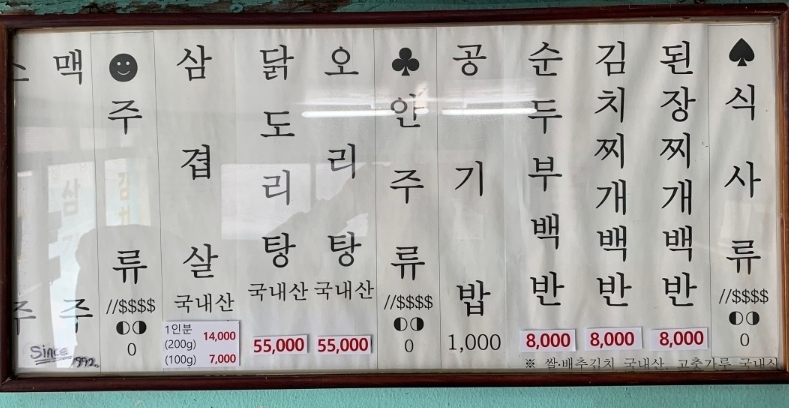 ♠식사류
//$$$$
◐◑
0
된장찌개백반
8,000
김치찌개백반
8,000
순두부백반
8,000
공기밥
1,000
♣안주류
//$$$$
◐◑
0
오리탕
국내산
55,000
닭도리탕
국내산
55,000
삼겹살
국내산
1인분
(200g) 14,000
(100g) 7,000
☻주류
//$$$$
◐◑
0
맥주
소주
※ 쌀·배추김치 국내산, 고춧가루 국내산
Since 1992.